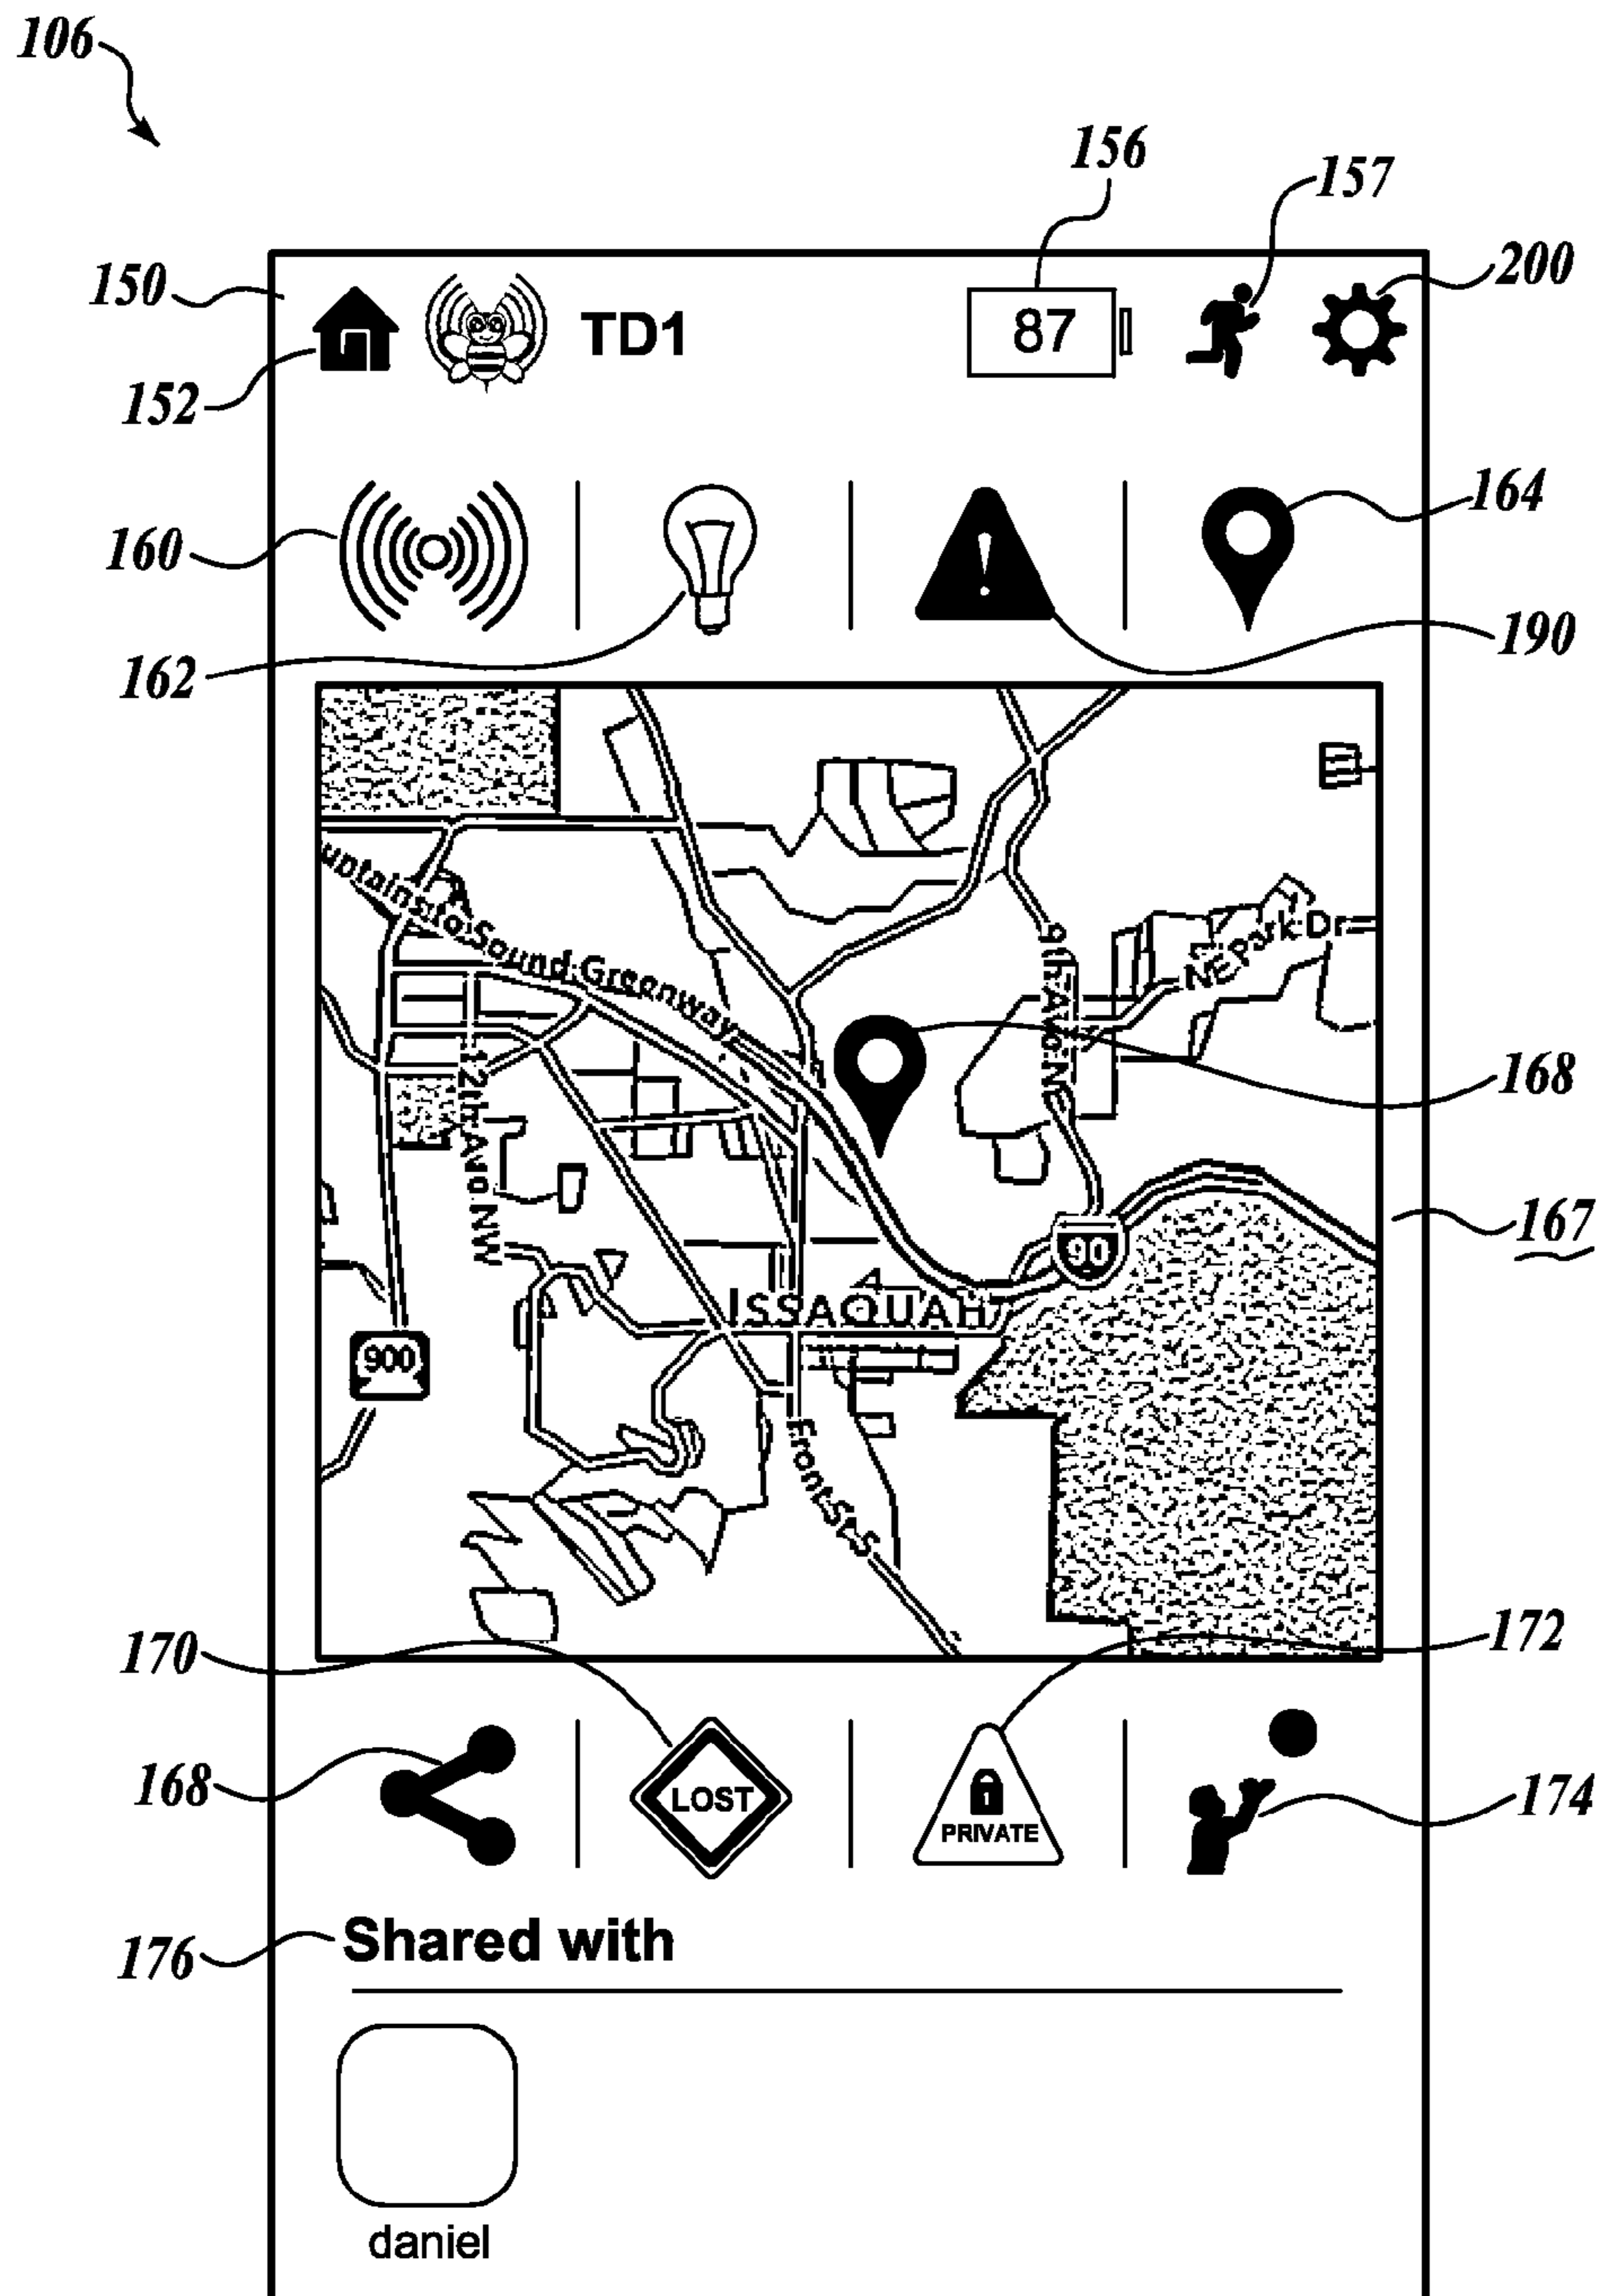 106
156
157
150
200
TD1
87
152
160
164
162
190
untains to Sound Greenway
9th Ave N
NE Park Dr
12th Ave NW
168
167
90
ISSAQUAH
900
Front St S
170
172
168
LOST
PRIVATE
174
176
Shared with
daniel